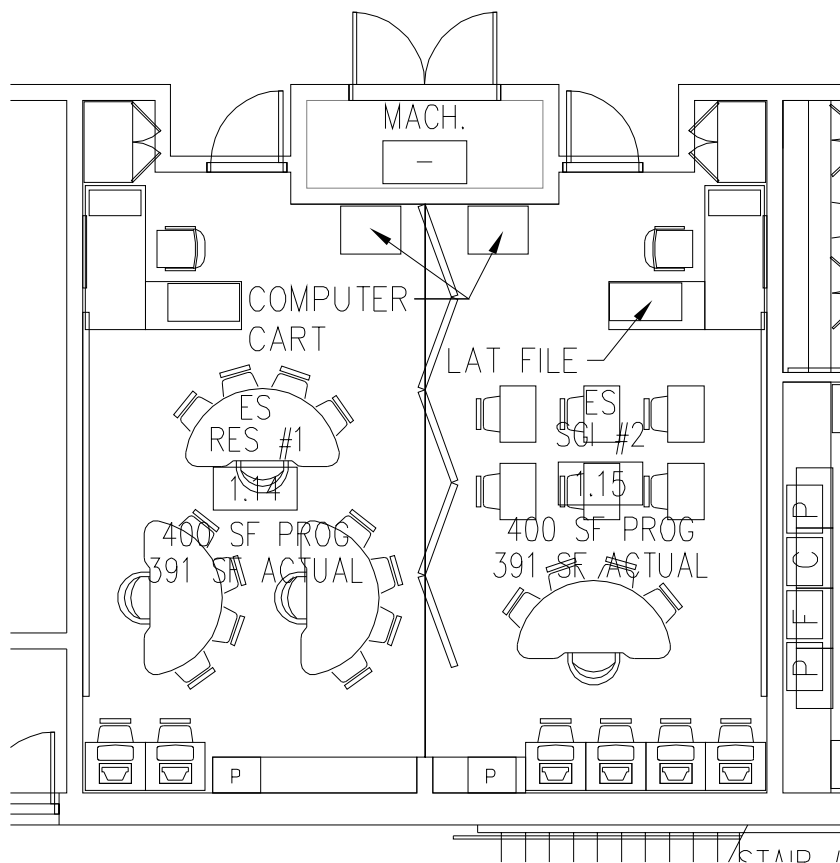 MACH.
COMPUTER
CART
LAT FILE
ES
RES #1
1.14
400 SF PROG
391 SF ACTUAL
ES
SGI #2
1.15
400 SF PROG
391 SF ACTUAL
P
C
F
P
P
P
STAIR